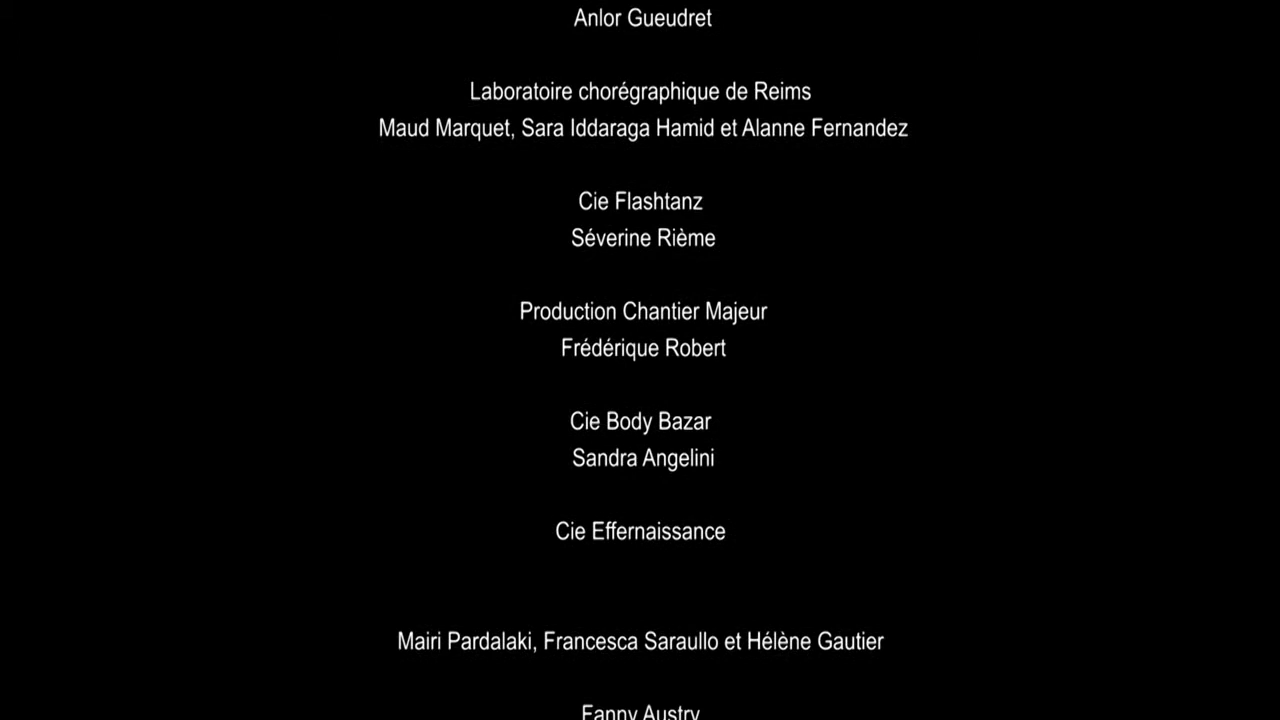 Anlor Gueudret
Laboratoire chorégraphique de Reims
Maud Marquet, Sara Iddaraga Hamid et Alanne Fernandez
Cie Flashtanz
Séverine Rième
Production Chantier Majeur
Frédérique Robert
Cie Body Bazar
Sandra Angelini
Cie Effernaissance
Mairi Pardalaki, Francesca Saraullo et Hélène Gautier
Fanny Austry